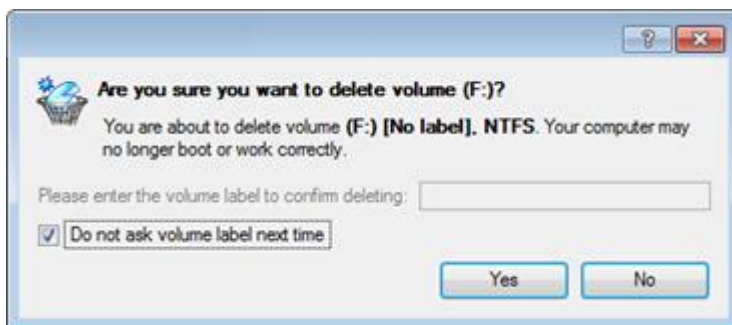 Are you sure you want to delete volume (F:)?
You are about to delete volume (F:) [No label], NTFS. Your computer may
no longer boot or work correctly.
Please enter the volume label to confirm deleting:
Do not ask volume label next time
Yes No